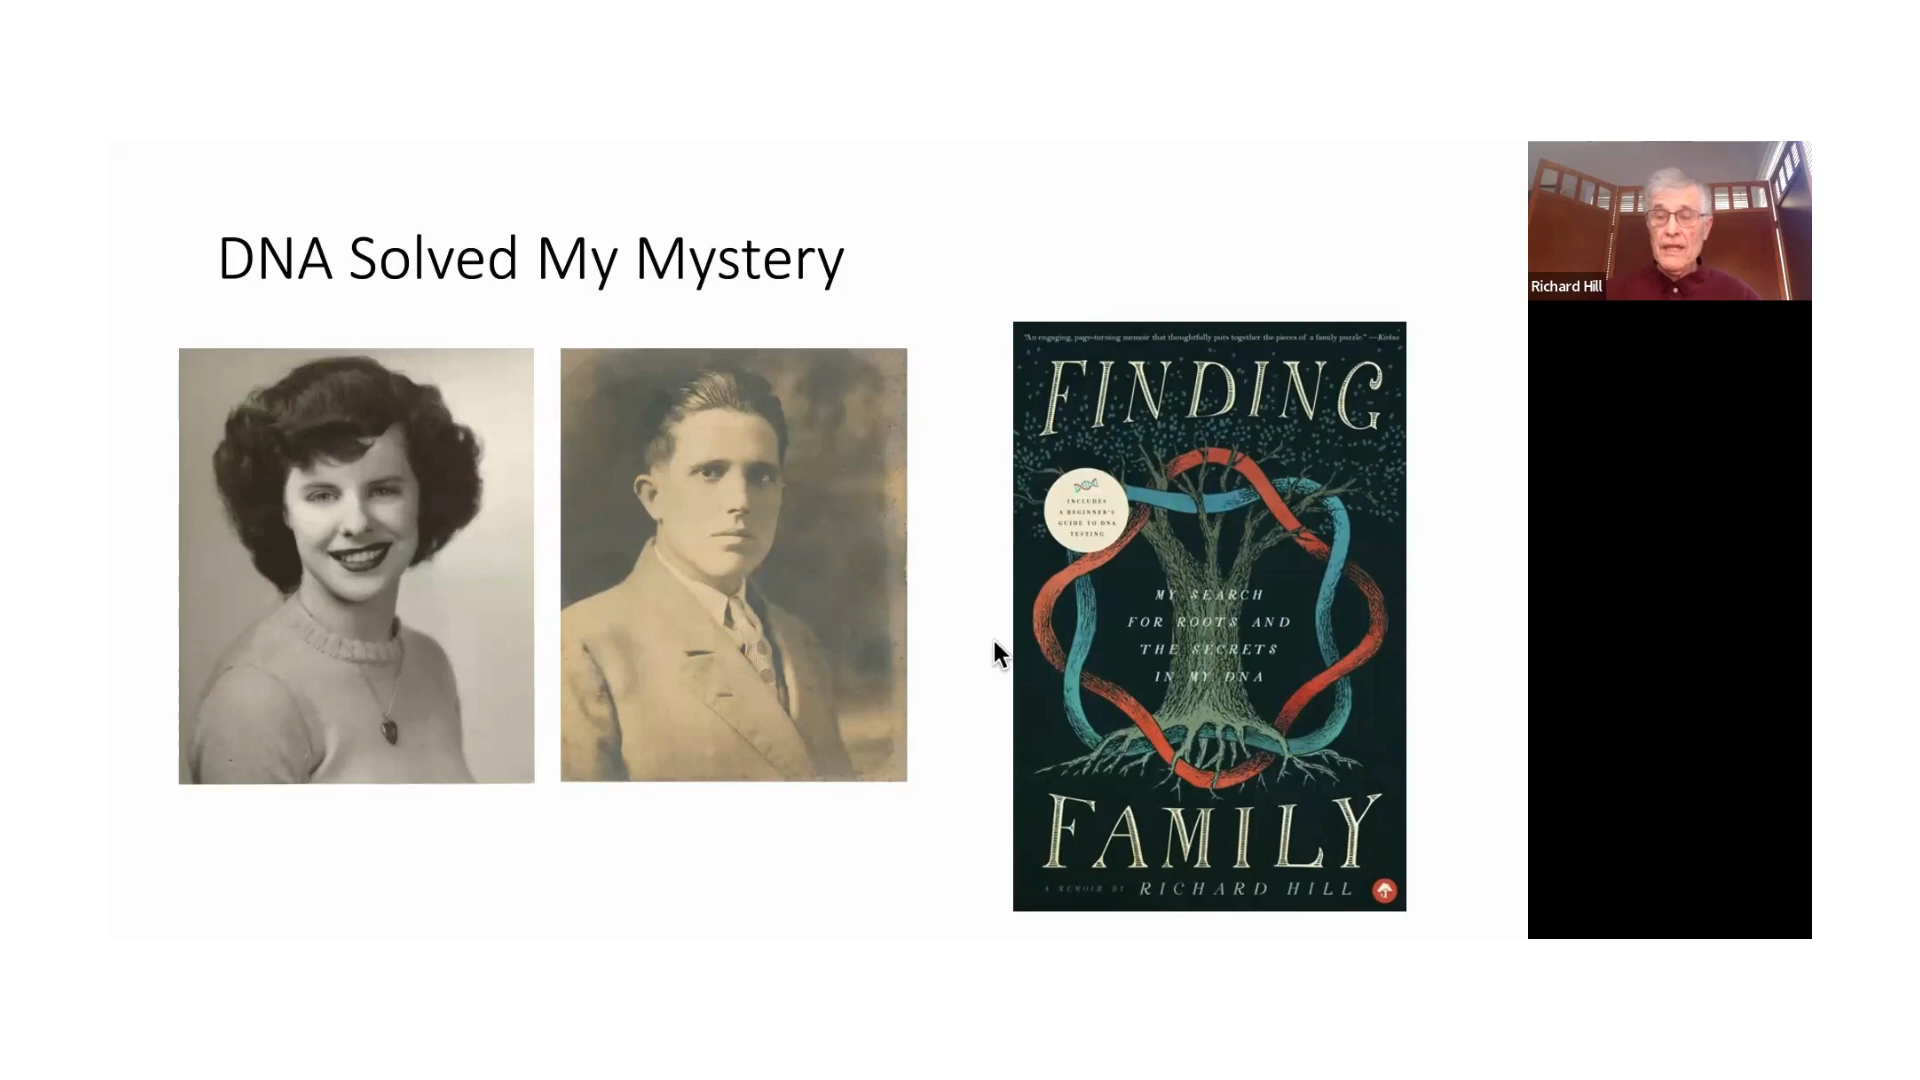 DNA Solved My Mystery
Richard Hill
"An engaging, page-turning memoir that thoughtfully puts together the pieces of a family puzzle." —Kirkus
FINDING
INCLUDES
A BEGINNER'S
GUIDE TO DNA
TESTING
MY SEARCH
FOR ROOTS AND
THE SECRETS
IN MY DNA
FAMILY
A MEMOIR BY RICHARD HILL